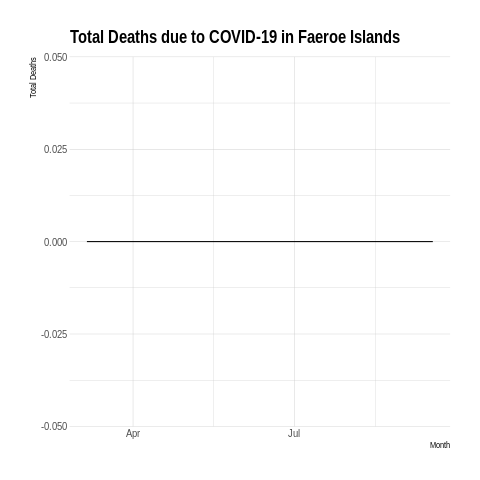 Total Deaths due to COVID-19 in Faeroe Islands
Total Deaths
0.050
0.025
0.000
-0.025
-0.050
Apr
Jul
Month